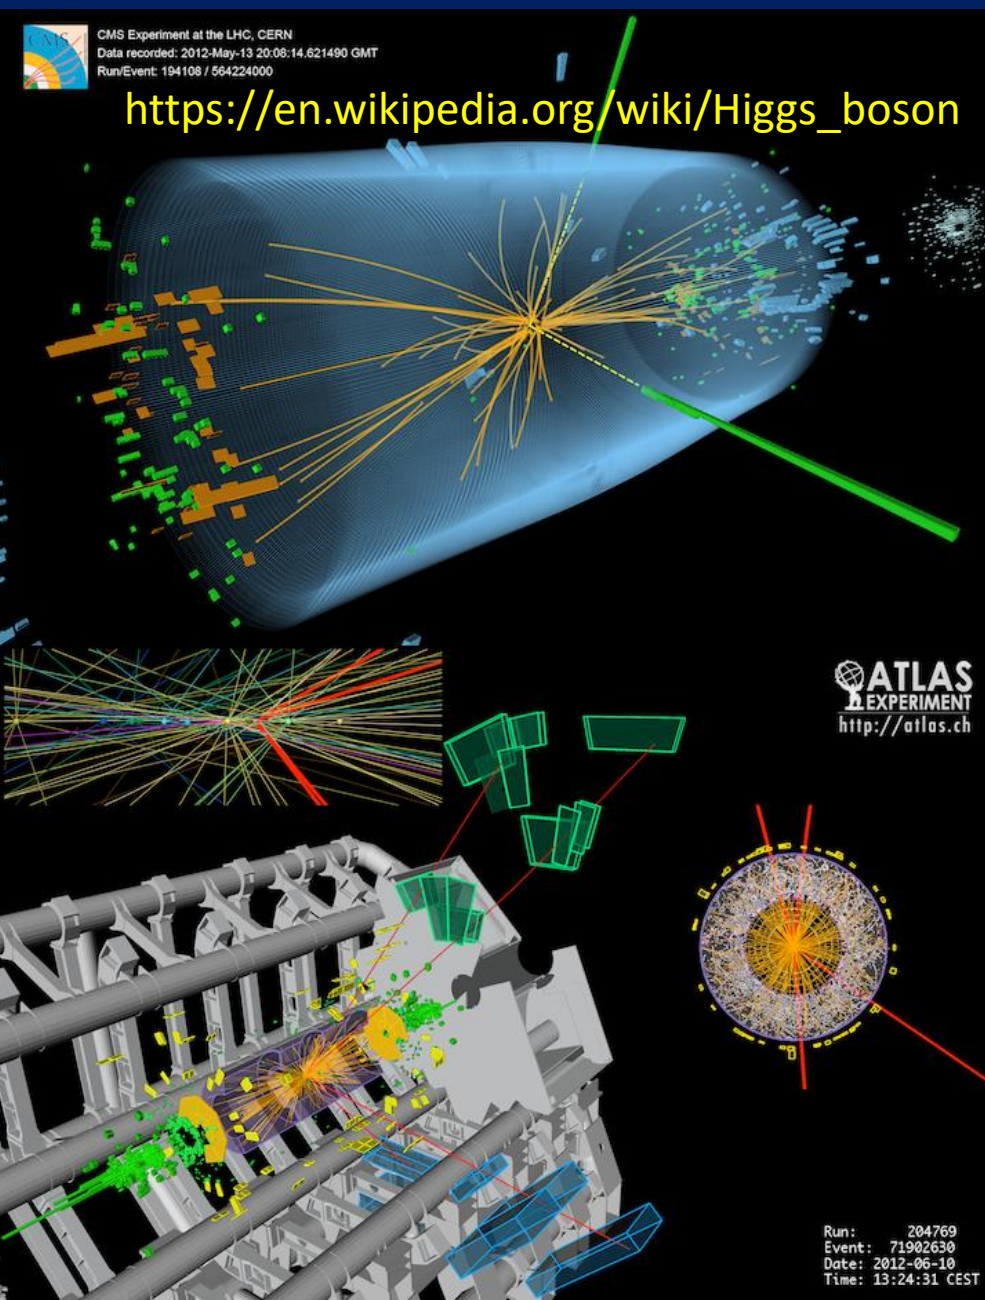 CMS
CMS Experiment at the LHC, CERN
Data recorded: 2012-May-13 20:08:14.621490 GMT
Run/Event: 194108 / 564224000
https://en.wikipedia.org/wiki/Higgs_boson
ATLAS
EXPERIMENT
http://atlas.ch
Run: 204769
Event: 71902630
Date: 2012-06-10
Time: 13:24:31 CEST